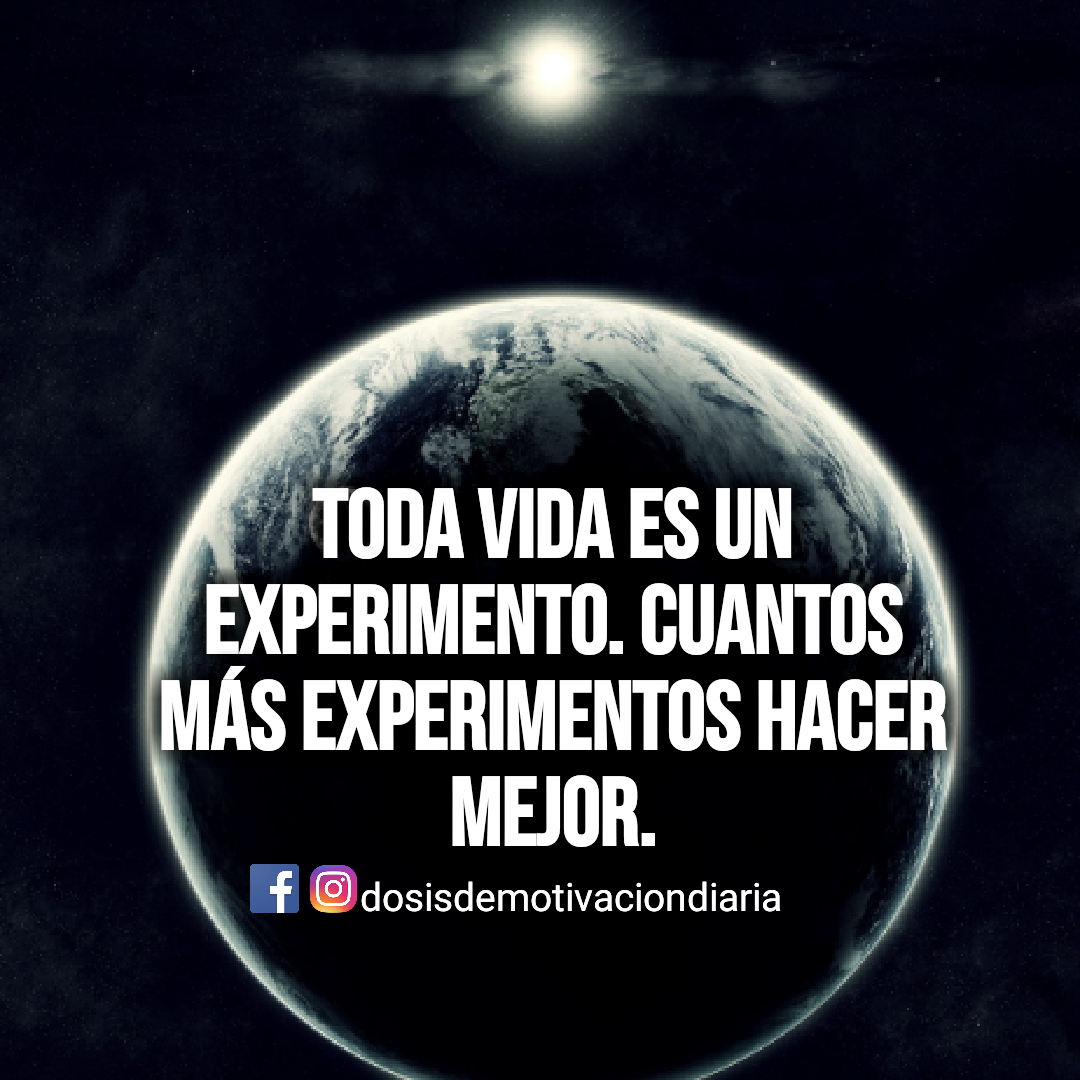 TODA VIDA ES UN
EXPERIMENTO. CUANTOS
MÁS EXPERIMENTOS HACER
MEJOR.
dosisdemotivaciondiaria